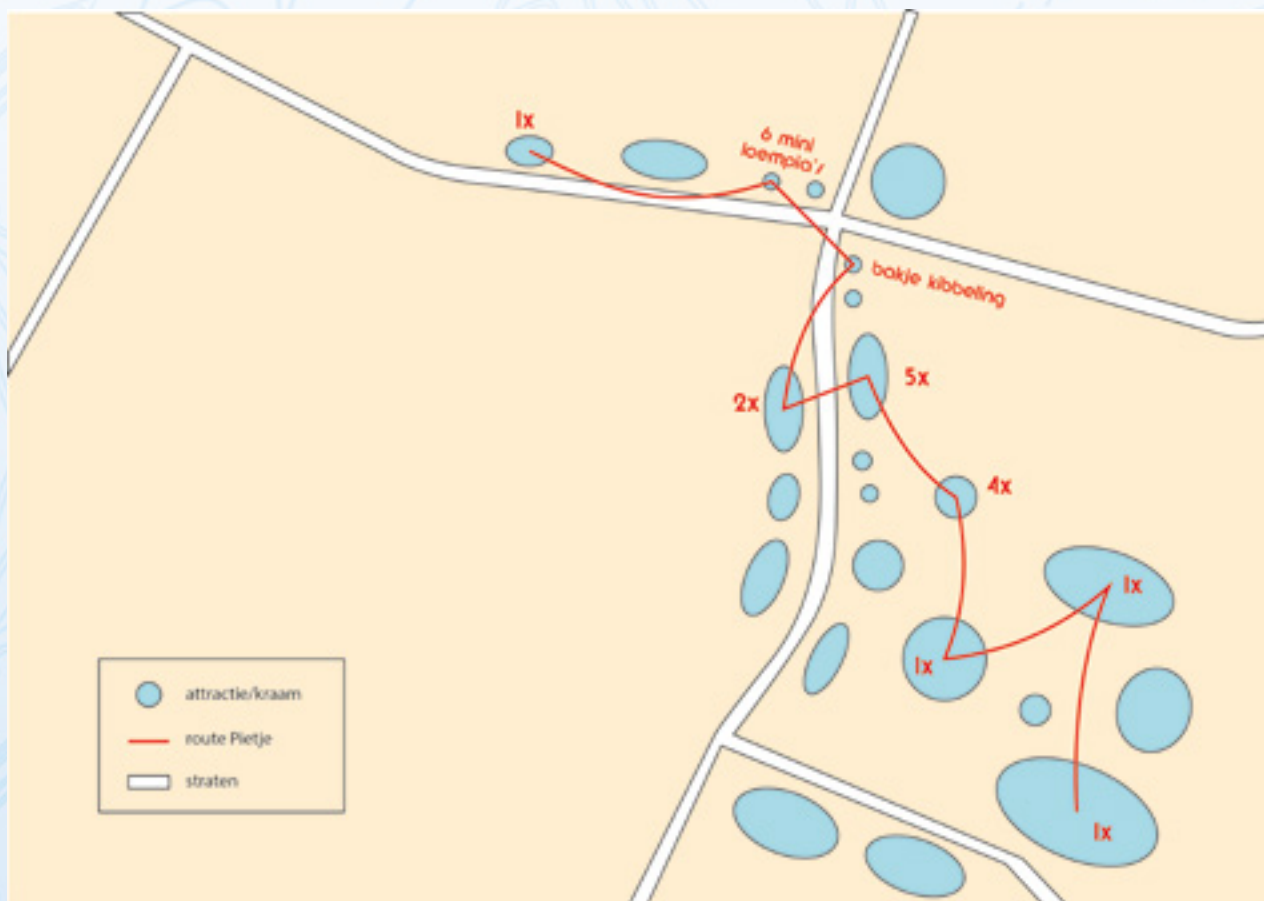 1x
6 mini
loempia's
bakje kibbeling
5x
2x
4x
1x
1x
1x
attractie/kraam
route Pietje
straten